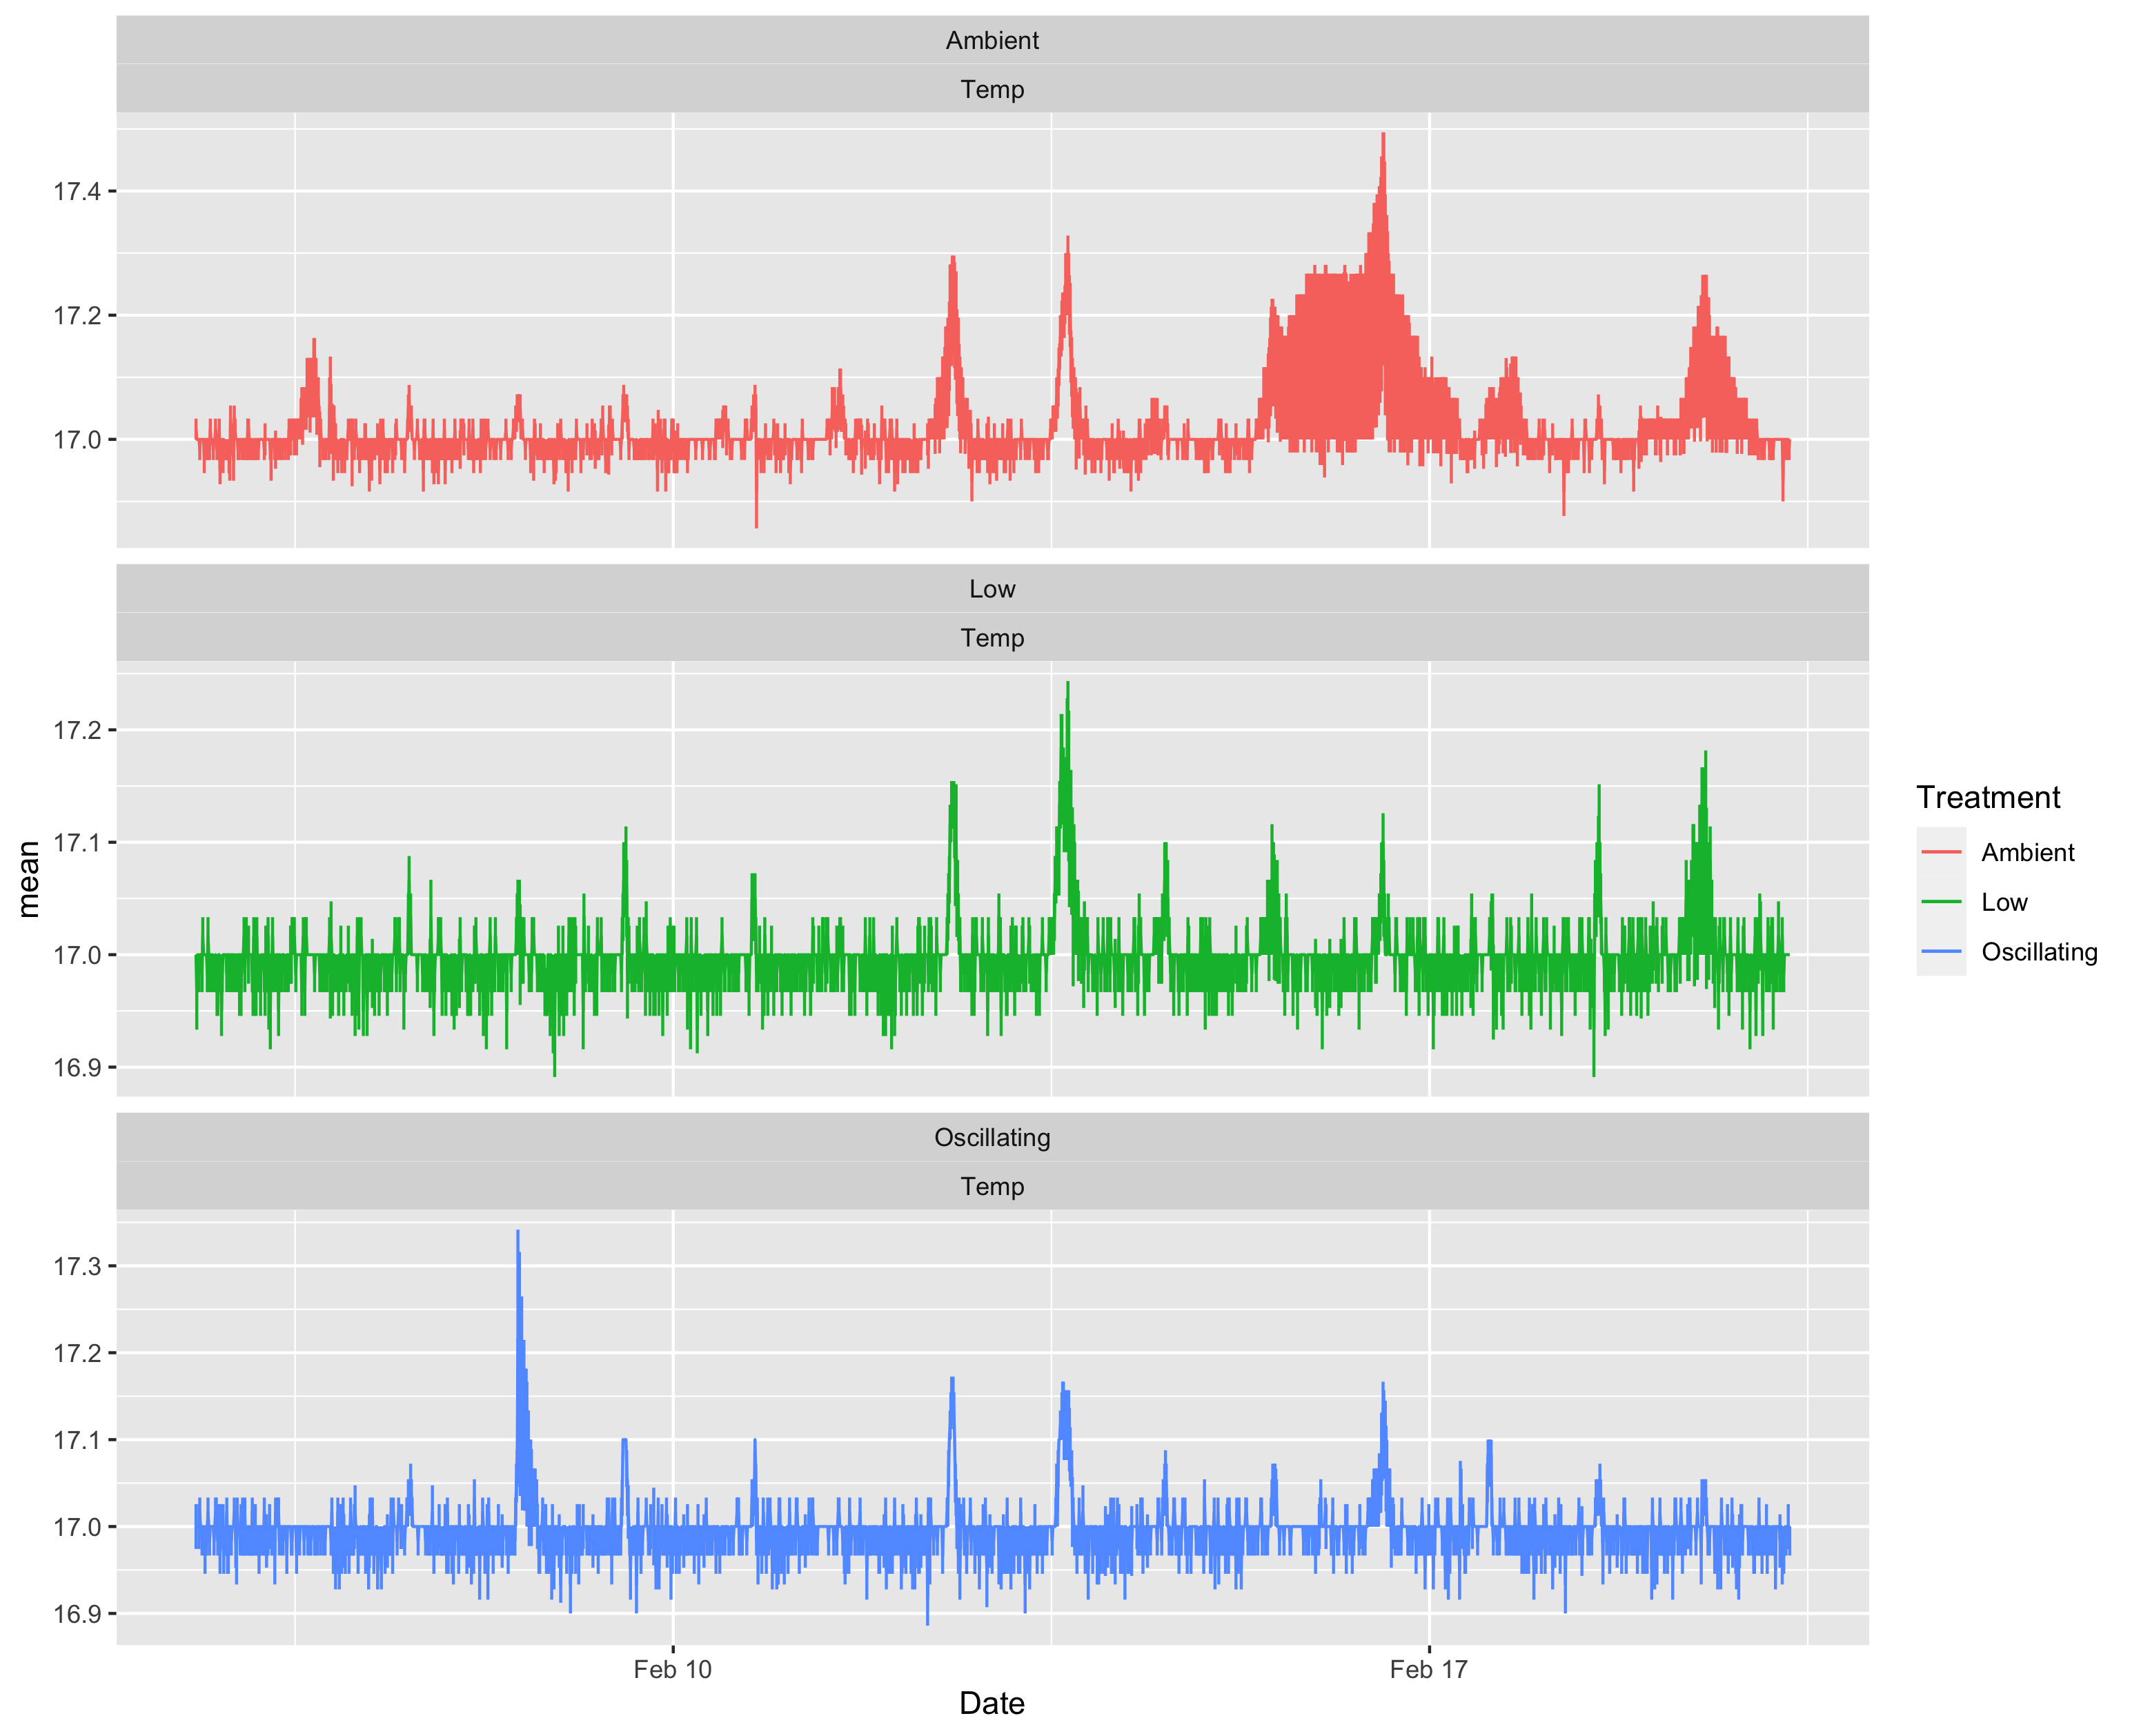 Ambient
Temp
17.4
17.2
17.0
Low
Temp
17.2
17.1
17.0
16.9
Oscillating
Temp
17.3
17.2
17.1
17.0
16.9
Feb 10
Feb 17
Date
mean
Treatment
Ambient
Low
Oscillating